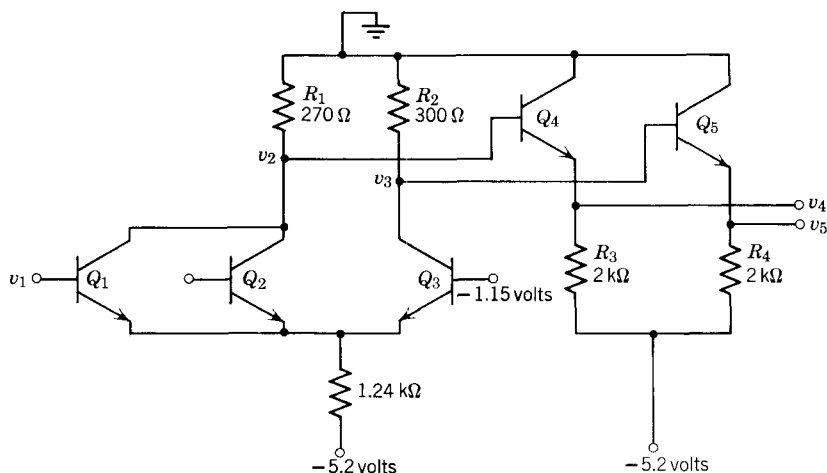 R₁
270 Ω
R₂
300 Ω
Q₄
Q₅
v₂
v₃
v₄
v₅
v₁
Q₁
Q₂
Q₃
−1.15 volts
R₃
2 kΩ
R₄
2 kΩ
1.24 kΩ
−5.2 volts
−5.2 volts